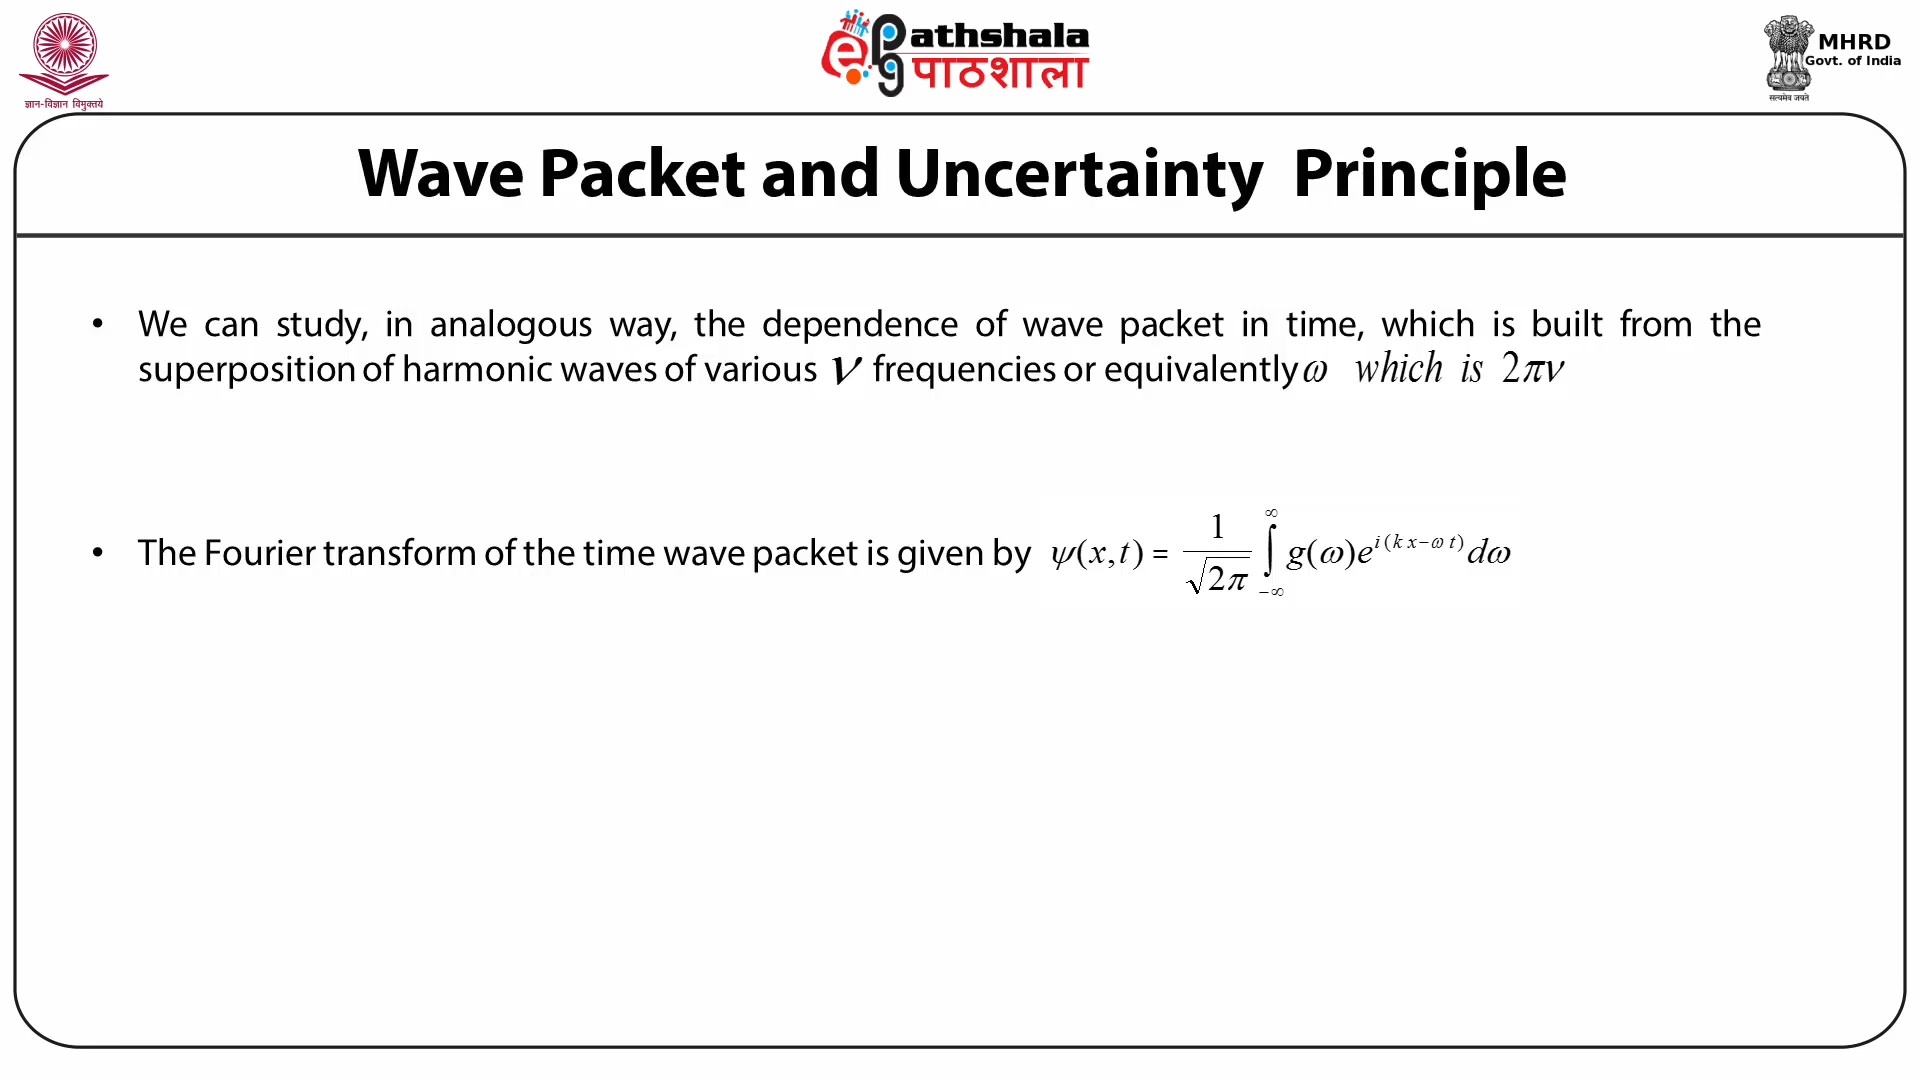 ज्ञान-विज्ञान विमुक्तये
ePg athshala
पाठशाला
MHRD
Govt. of India
सत्यमेव जयते
Wave Packet and Uncertainty Principle
• We can study, in analogous way, the dependence of wave packet in time, which is built from the
superposition of harmonic waves of various ν frequencies or equivalently ω which is 2πν
• The Fourier transform of the time wave packet is given by ψ(x,t) = 1/√2π ∫_{-∞}^{∞} g(ω)e^{i(kx−ωt)}dω